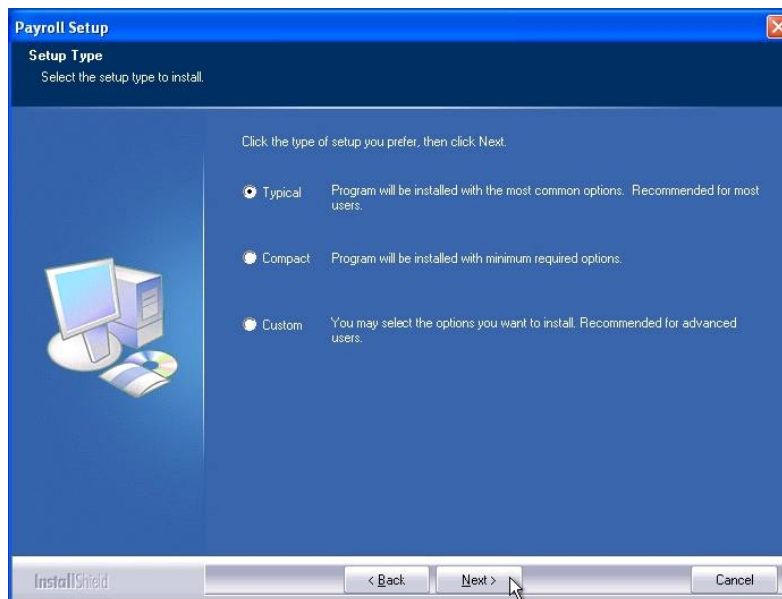 Payroll Setup
Setup Type
Select the setup type to install.
Click the type of setup you prefer, then click Next.
Typical Program will be installed with the most common options. Recommended for most
users.
Compact Program will be installed with minimum required options.
Custom You may select the options you want to install. Recommended for advanced
users.
InstallShield < Back Next > Cancel